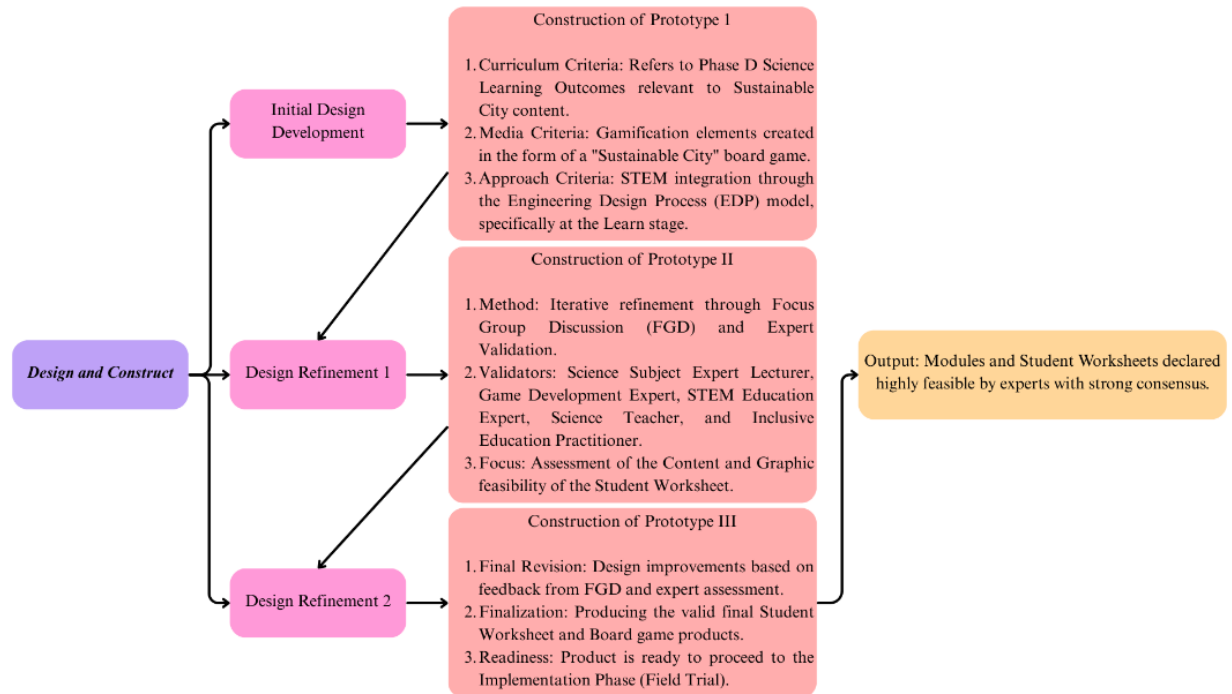 Design and Construct
Initial Design
Development
Construction of Prototype 1
1. Curriculum Criteria: Refers to Phase D Science
Learning Outcomes relevant to Sustainable
City content.
2. Media Criteria: Gamification elements created
in the form of a "Sustainable City" board game.
3. Approach Criteria: STEM integration through
the Engineering Design Process (EDP) model,
specifically at the Learn stage.
Design Refinement 1
Construction of Prototype II
1. Method: Iterative refinement through Focus
Group Discussion (FGD) and Expert
Validation.
2. Validators: Science Subject Expert Lecturer,
Game Development Expert, STEM Education
Expert, Science Teacher, and Inclusive
Education Practitioner.
3. Focus: Assessment of the Content and Graphic
feasibility of the Student Worksheet.
Design Refinement 2
Construction of Prototype III
1. Final Revision: Design improvements based on
feedback from FGD and expert assessment.
2. Finalization: Producing the valid final Student
Worksheet and Board game products.
3. Readiness: Product is ready to proceed to the
Implementation Phase (Field Trial).
Output: Modules and Student Worksheets declared
highly feasible by experts with strong consensus.